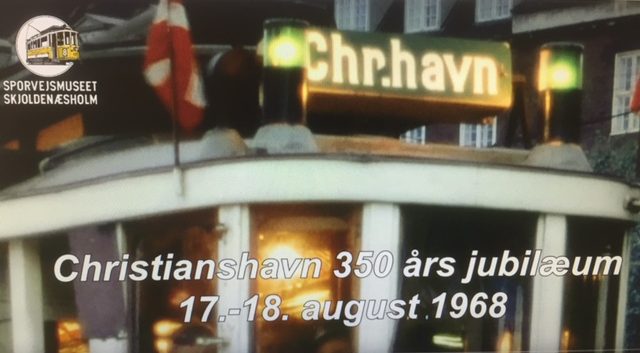 SPORVEJSMUSEET
SKJOLDENÆSHOLM
Chr.havn
Christianshavn 350 års jubilæum
17.-18. august 1968